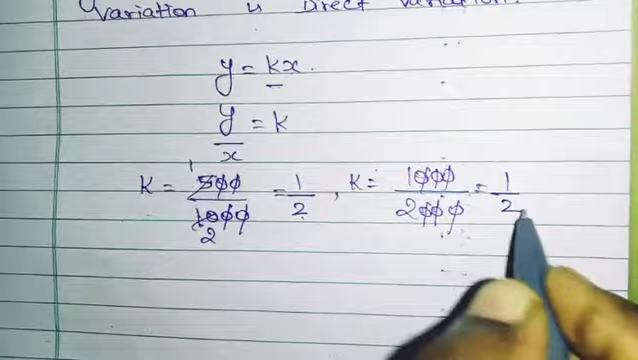 variation is Direct variation.
y = kx.
y/x = k
K = 500/1000 = 1/2 , K = 1000/2000 = 1/2